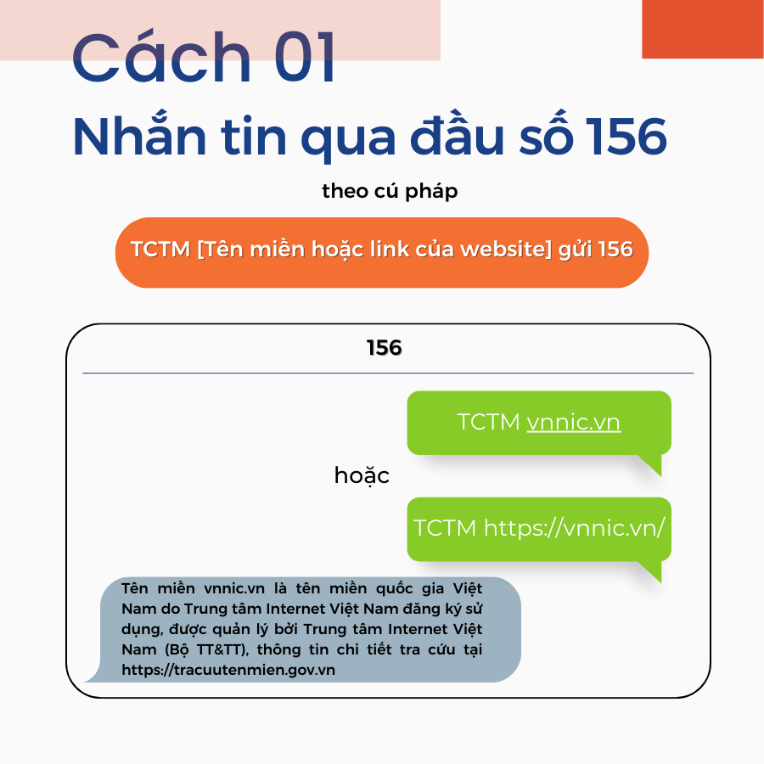 Cách 01
Nhắn tin qua đầu số 156
theo cú pháp
TCTM [Tên miền hoặc link của website] gửi 156
156
TCTM vnnic.vn
hoặc
TCTM https://vnnic.vn/
Tên miền vnnic.vn là tên miền quốc gia Việt
Nam do Trung tâm Internet Việt Nam đăng ký sử
dụng, được quản lý bởi Trung tâm Internet Việt
Nam (Bộ TT&TT), thông tin chi tiết tra cứu tại
https://tracuutenmien.gov.vn